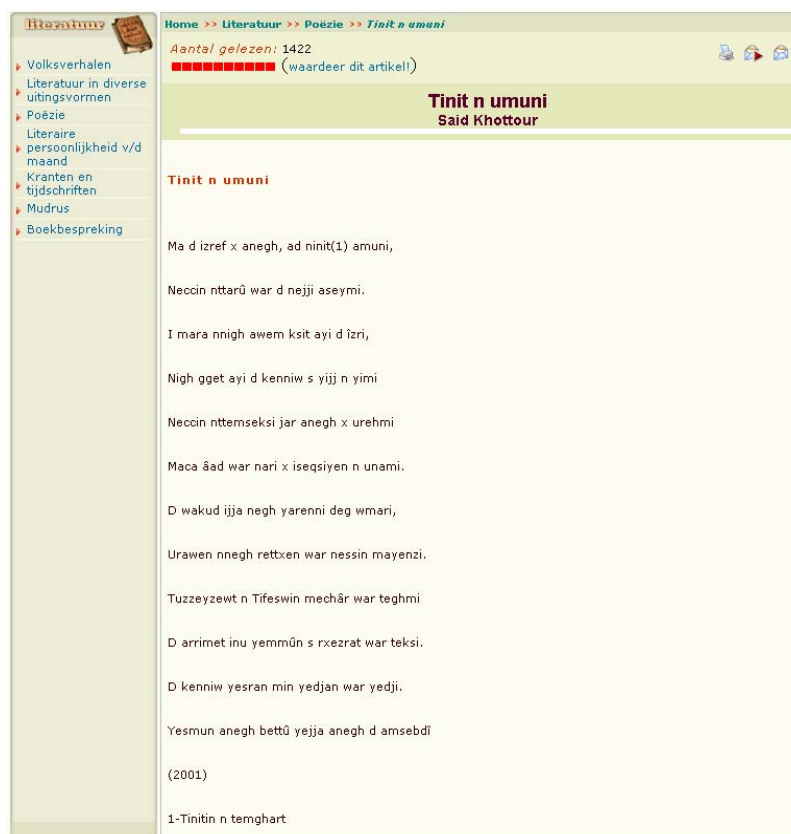 literatuur
Volksverhalen
Literatuur in diverse
uitingsvormen
Poëzie
Literaire
persoonlijkheid v/d
maand
Kranten en
tijdschriften
Mudrus
Boekbespreking
Home >> Literatuur >> Poëzie >> Tinit n umuni
Aantal gelezen: 1422
(waardeer dit artikel!)
Tinit n umuni
Said Khottour
Tinit n umuni
Ma d izref x anegh, ad ninit(1) amuni,
Neccin nttarû war d nejji aseymi.
I mara nnigh awem ksit ayi d îzri,
Nigh gget ayi d kenniw s yijj n yimi
Neccin nttemseksi jar anegh x urehmi
Maca âad war nari x iseqsiyen n unami.
D wakud ijja negh yarenni deg wmari,
Urawen nnegh rettxen war nessin mayenzi.
Tuzzeyzewt n Tifeswin mechâr war teghmi
D arrimet inu yemmûn s rxezrat war teksi.
D kenniw yesran min yedjan war yedji.
Yesmun anegh bettû yejja anegh d amsebdî
(2001)
1-Tinitin n temghart